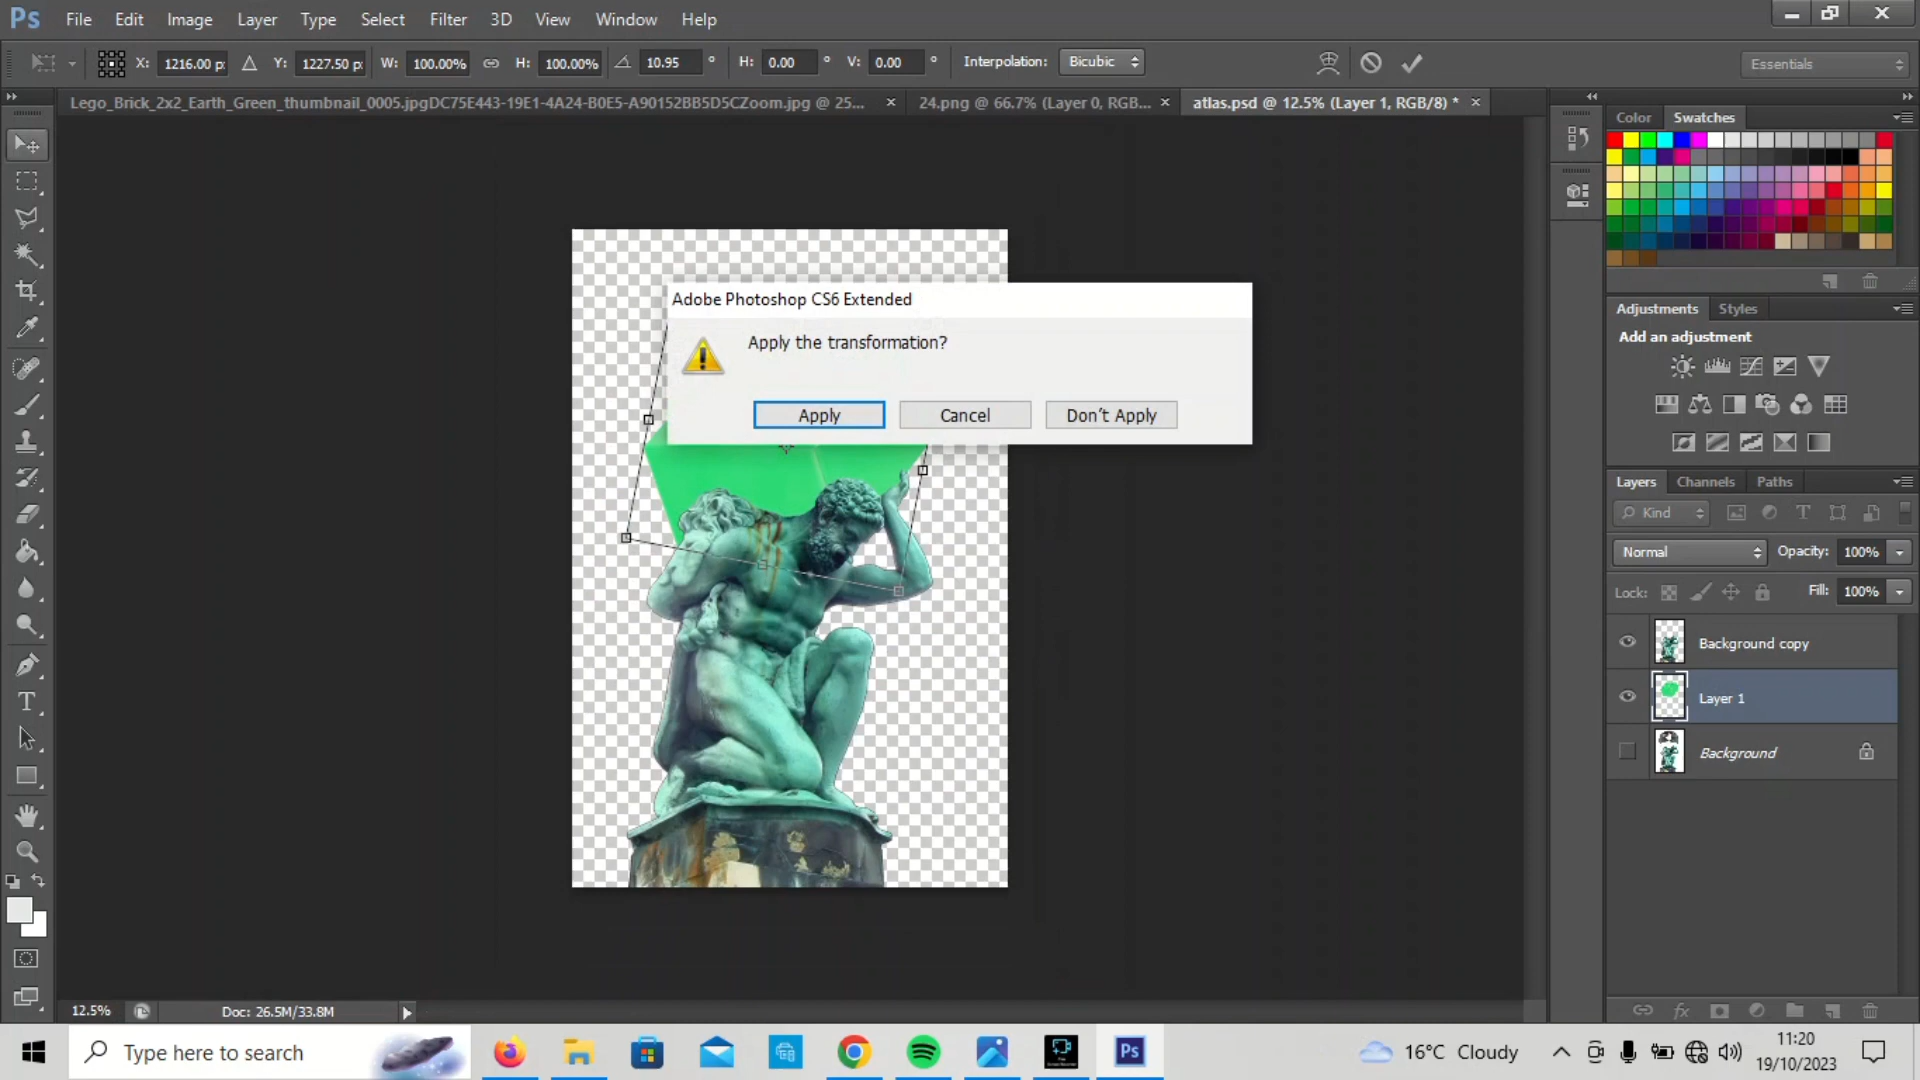 Ps File Edit Image Layer Type Select Filter 3D View Window Help
X: 1216.00 p Y: 1227.50 p W: 100.00% H: 100.00% 10.95 ° H: 0.00 ° V: 0.00 ° Interpolation: Bicubic Essentials
Lego_Brick_2x2_Earth_Green_thumbnail_0005.jpgDC75E443-19E1-4A24-B0E5-A90152BB5D5CZoom.jpg @ 25... × 24.png @ 66.7% (Layer 0, RGB... × atlas.psd @ 12.5% (Layer 1, RGB/8) * ×
Color Swatches
Adobe Photoshop CS6 Extended
Apply the transformation?
Apply Cancel Don't Apply
Adjustments Styles
Add an adjustment
Layers Channels Paths
Kind
Normal Opacity: 100%
Lock: Fill: 100%
Background copy
Layer 1
Background
12.5% Doc: 26.5M/33.8M
Type here to search
Ps
16°C Cloudy
11:20
19/10/2023